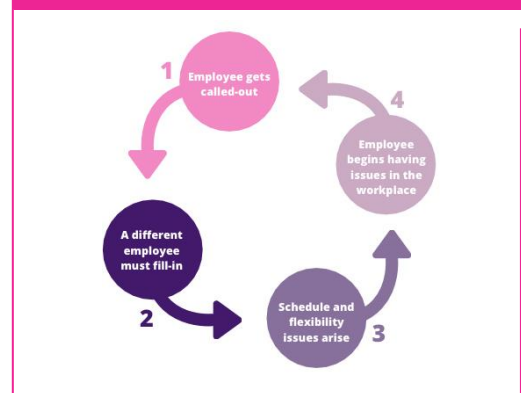 1
Employee gets
called-out
A different
employee
must fill-in
2
Schedule and
flexibility
issues arise
3
4
Employee
begins having
issues in the
workplace